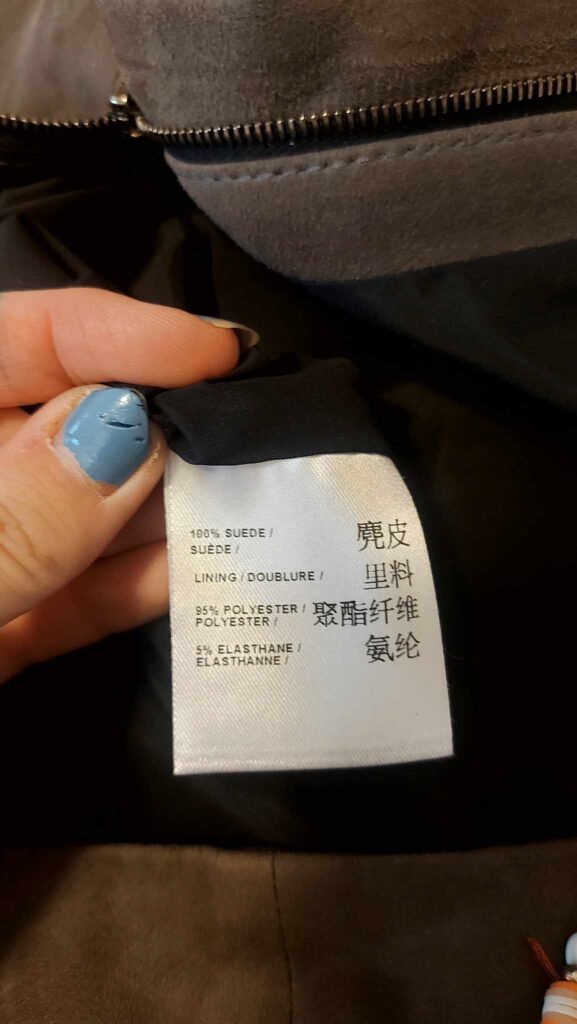 100% SUEDE / 麂皮
SUÈDE /
LINING / DOUBLURE / 里料
95% POLYESTER / 聚酯纤维
POLYESTER /
5% ELASTHANE / 氨纶
ELASTHANNE /